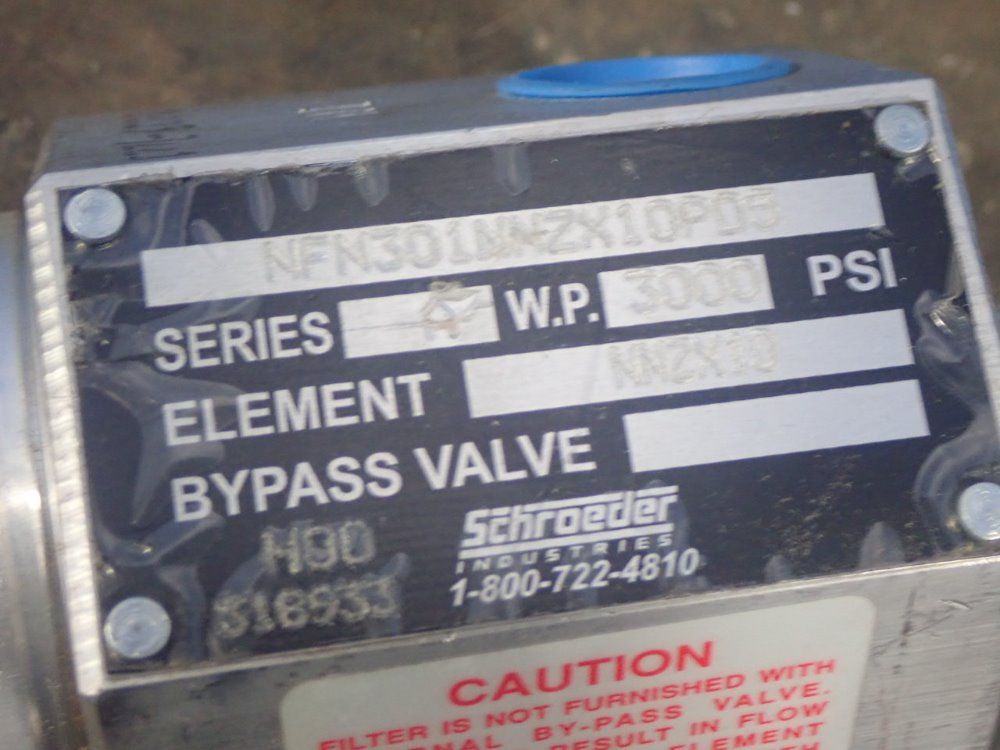 NFN301NNZX10PD5
SERIES A W.P. 3000 PSI
ELEMENT NNZX10
BYPASS VALVE
H90
Schroeder
INDUSTRIES
1-800-722-4810
CAUTION
FILTER IS NOT FURNISHED WITH
BY-PASS VALVE.
RESULT IN FLOW
ELEMENT